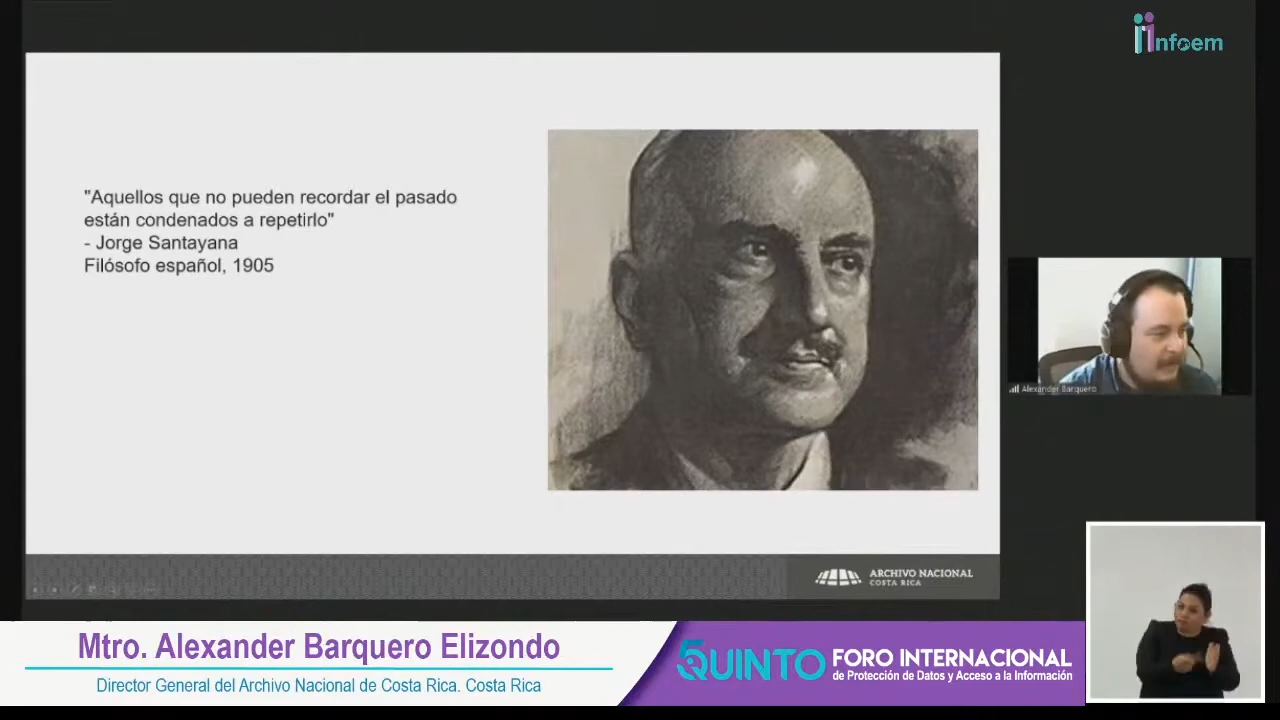 infoem
"Aquellos que no pueden recordar el pasado
están condenados a repetirlo"
- Jorge Santayana
Filósofo español, 1905
Alexander Barquero
ARCHIVO NACIONAL
COSTA RICA
Mtro. Alexander Barquero Elizondo
Director General del Archivo Nacional de Costa Rica. Costa Rica
5 QUINTO FORO INTERNACIONAL
de Protección de Datos y Acceso a la Información